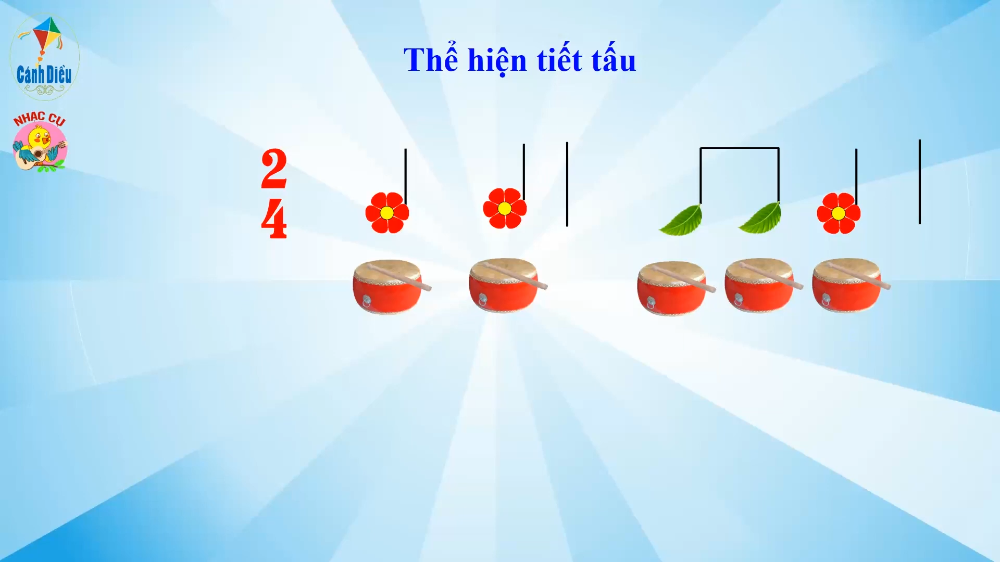 Cánh Diều
Thể hiện tiết tấu
NHẠC CỤ
2
4